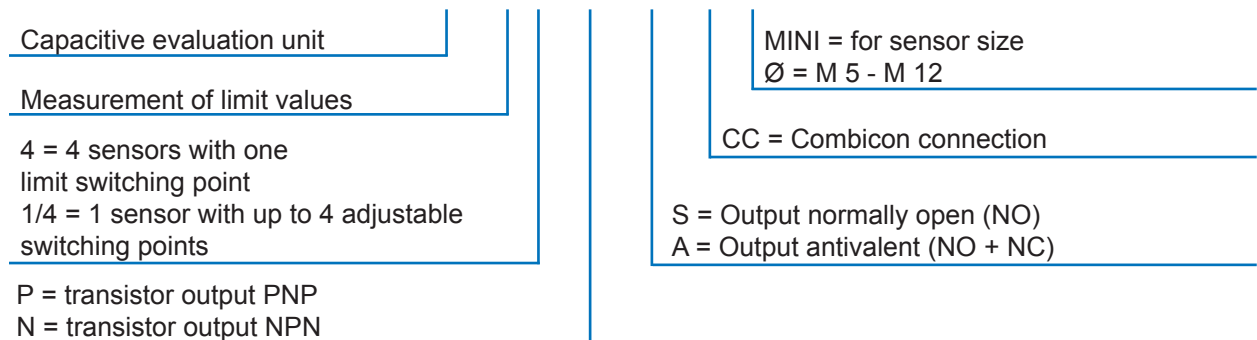 Capacitive evaluation unit
Measurement of limit values
4 = 4 sensors with one
limit switching point
1/4 = 1 sensor with up to 4 adjustable
switching points
P = transistor output PNP
N = transistor output NPN
MINI = for sensor size
Ø = M 5 - M 12
CC = Combicon connection
S = Output normally open (NO)
A = Output antivalent (NO + NC)